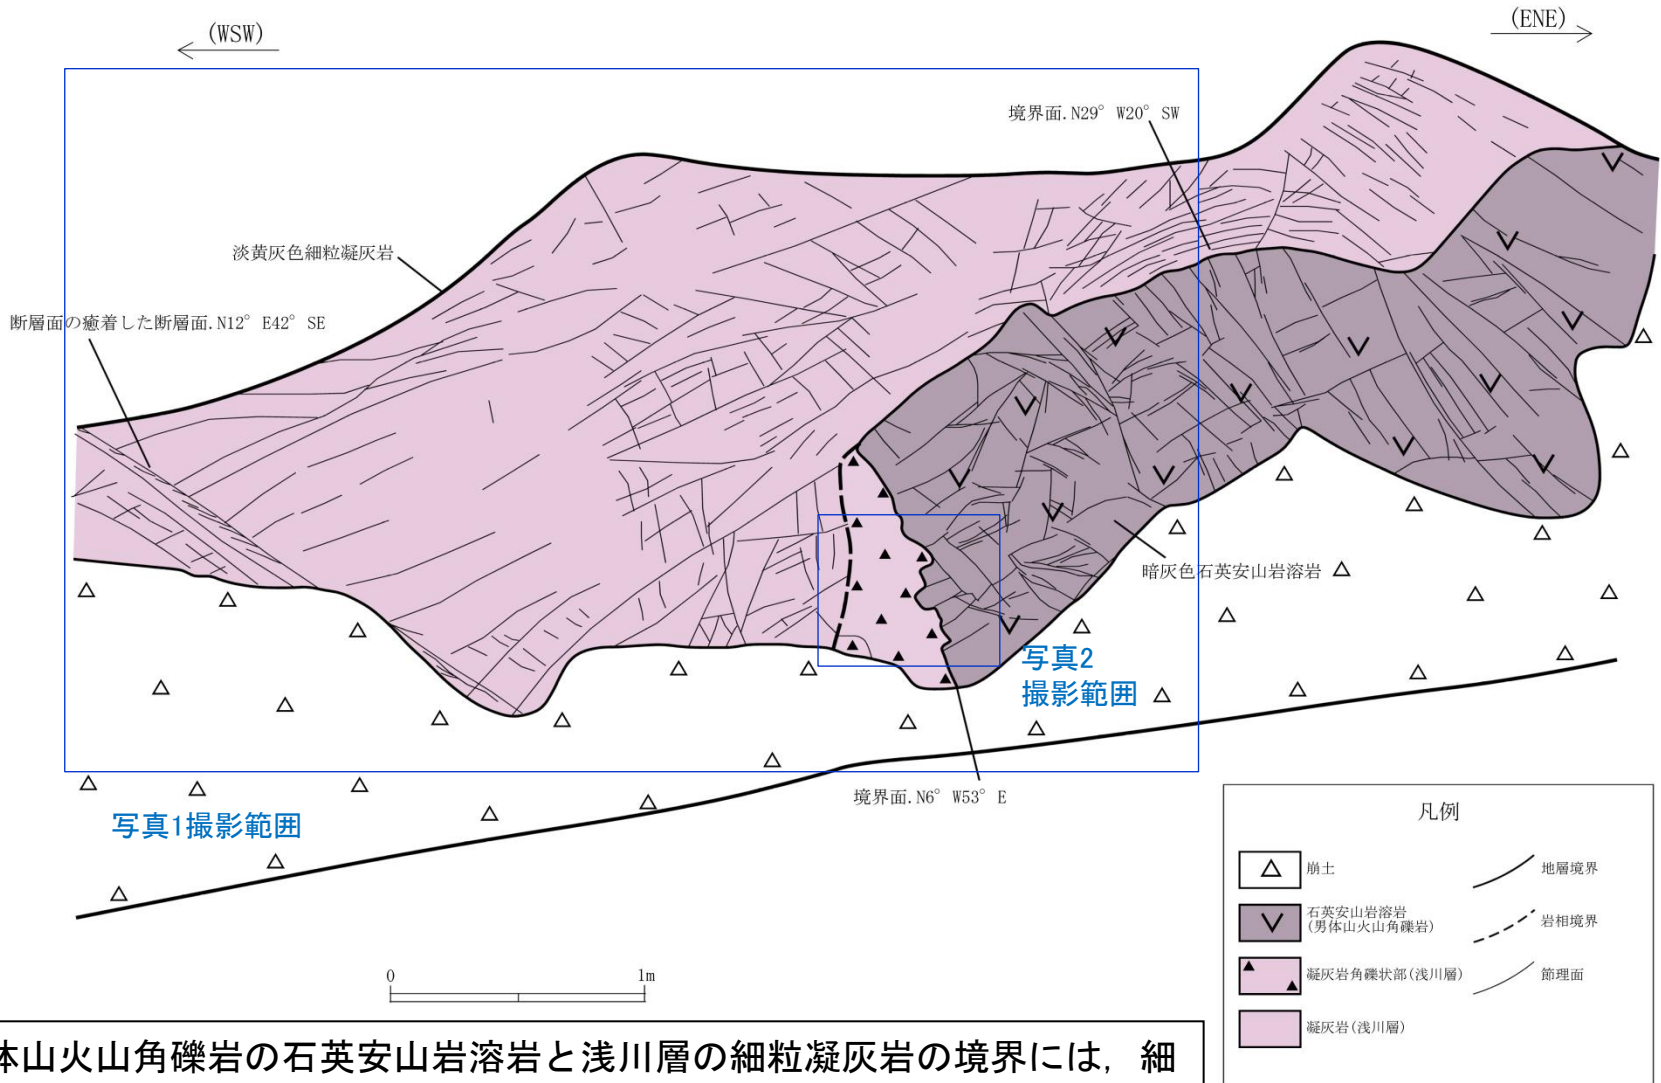 (WSW)
(ENE)
境界面.N29° W20° SW
淡黄灰色細粒凝灰岩
断層面の癒着した断層面.N12° E42° SE
暗灰色石英安山岩溶岩
写真2
撮影範囲
境界面.N6° W53° E
写真1撮影範囲
0 1m
凡例
崩土
地層境界
石英安山岩溶岩
(男体山火山角礫岩)
岩相境界
凝灰岩角礫状部(浅川層)
節理面
凝灰岩(浅川層)
体山火山角礫岩の石英安山岩溶岩と浅川層の細粒凝灰岩の境界には，細